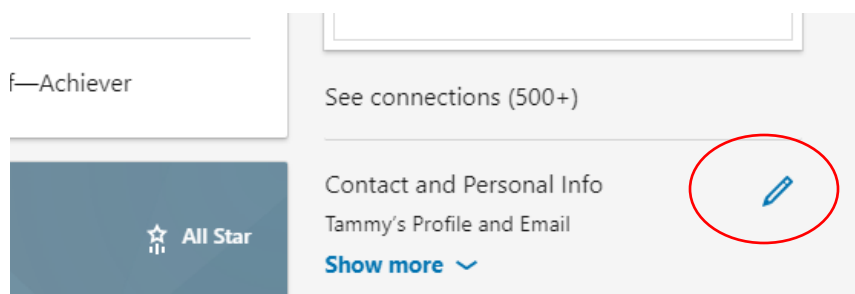 f—Achiever
See connections (500+)
Contact and Personal Info
Tammy's Profile and Email
All Star
Show more